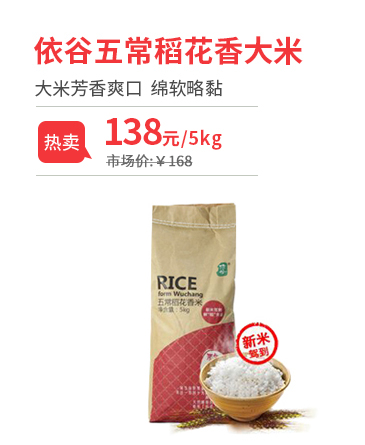 依谷五常稻花香大米
大米芳香爽口 绵软略黏
热卖
138元/5kg
市场价:￥168
RICE
form Wuchang
五常稻花香米
净含量：5kg
新米
驾到